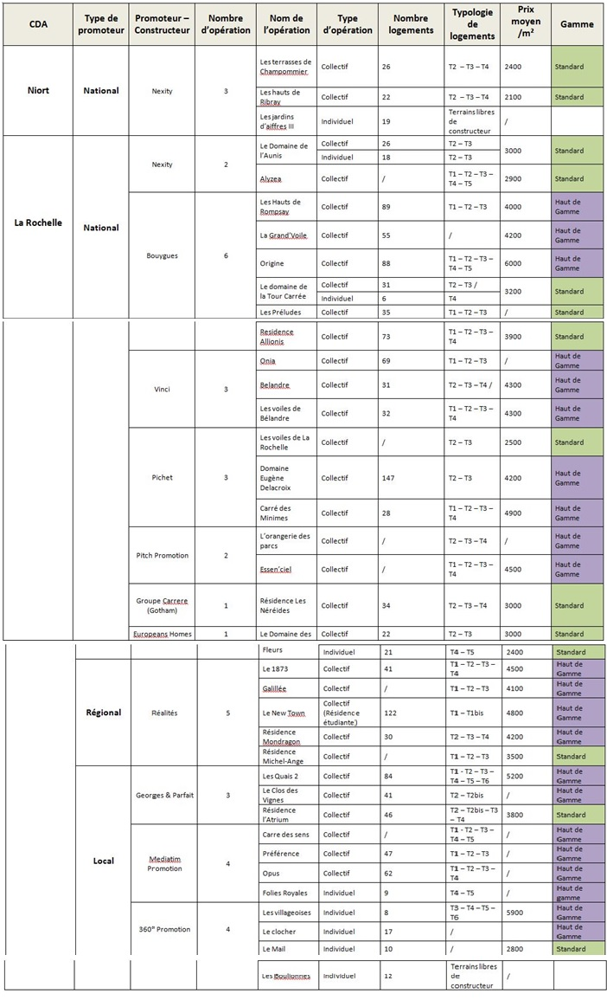 CDA Type de promoteur Promoteur – Constructeur Nombre d'opération Nom de l'opération Type d'opération Nombre logements Typologie de logements Prix moyen /m² Gamme
Niort National Nexity 3 Les terrasses de Champommier Collectif 26 T2 – T3 – T4 2400 Standard
Les hauts de Ribray Collectif 22 T2 – T3 – T4 2100 Standard
Les jardins d'aiffres III Individuel 19 Terrains libres de constructeur /
La Rochelle National Nexity 2 Le Domaine de l'Aunis Collectif 26 T2 – T3 3000 Standard
Individuel 18 T2 – T3
Alyzea Collectif / T1 – T2 – T3 – T4 – T5 2900 Standard
Bouygues 6 Les Hauts de Rompsay Collectif 89 T1 – T2 – T3 4000 Haut de Gamme
La Grand'Voile Collectif 55 / 4200 Haut de Gamme
Origine Collectif 88 T1 – T2 – T3 – T4 – T5 6000 Haut de Gamme
Le domaine de la Tour Carrée Collectif 31 T2 – T3 / 3200 Standard
Individuel 6 T4
Les Préludes Collectif 35 T1 – T2 – T3 / Standard
Residence Allionis Collectif 73 T1 – T2 – T3 – T4 3900 Standard
Vinci 3 Onia Collectif 69 T1 – T2 – T3 / Haut de Gamme
Belandre Collectif 31 T2 – T3 – T4 / 4300 Haut de Gamme
Les voiles de Bélandre Collectif 32 T1 – T2 – T3 – T4 4300 Haut de Gamme
Pichet 3 Les voiles de La Rochelle Collectif / T2 – T3 2500 Standard
Domaine Eugène Delacroix Collectif 147 T2 – T3 4200 Haut de Gamme
Carré des Minimes Collectif 28 T1 – T2 – T3 – T4 4900 Haut de Gamme
Pitch Promotion 2 L'orangerie des parcs Collectif / T2 – T3 – T4 / Haut de Gamme
Essen'ciel Collectif / T1 – T2 – T3 – T4 4500 Haut de Gamme
Groupe Carrere (Gotham) 1 Résidence Les Néréides Collectif 34 T2 – T3 – T4 3000 Standard
Europeans Homes 1 Le Domaine des Collectif 22 T2 – T3 3000 Standard
Fleurs Individuel 21 T4 – T5 2400 Standard
Régional Réalités 5 Le 1873 Collectif 41 T1 – T2 – T3 – T4 4500 Haut de Gamme
Galillée Collectif / T1 – T2 – T3 4100 Haut de Gamme
Le New Town Collectif (Résidence étudiante) 122 T1 – T1bis 4800 Haut de Gamme
Résidence Mondragon Collectif 30 T2 – T3 – T4 4200 Haut de Gamme
Résidence Michel-Ange Collectif / T1 – T2 – T3 3500 Standard
Local Georges & Parfait 3 Les Quais 2 Collectif 84 T1 - T2 – T3 – T4 – T5 – T6 5200 Haut de Gamme
Le Clos des Vignes Collectif 41 T2 – T2bis / Haut de Gamme
Résidence l'Atrium Collectif 46 T2 – T2bis – T3 – T4 3800 Standard
Mediatim Promotion 4 Carre des sens Collectif / T1 - T2 – T3 – T4 – T5 / Haut de Gamme
Préférence Collectif 47 T1 – T2 – T3 / Haut de Gamme
Opus Collectif 62 T1 – T2 – T3 – T4 / Haut de Gamme
Folies Royales Individuel 9 T4 – T5 / Haut de gamme
360° Promotion 4 Les villageoises Individuel 8 T3 – T4 – T5 – T6 5900 Haut de Gamme
Le clocher Individuel 17 / Haut de Gamme
Le Mail Individuel 10 / 2800 Standard
Les Boulionnes Individuel 12 Terrains libres de constructeur /